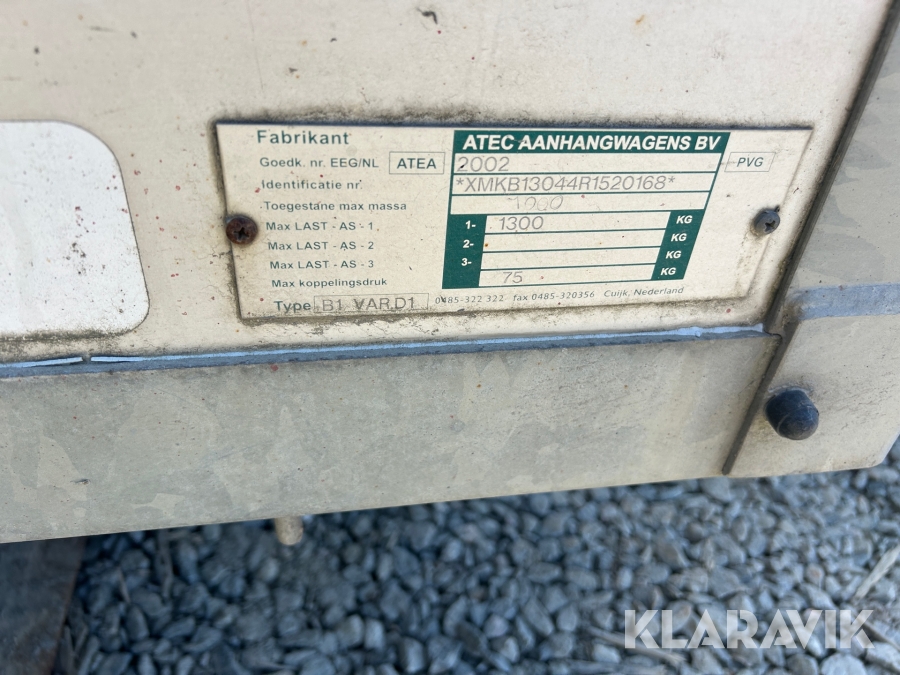 Fabrikant ATEC AANHANGWAGENS BV
Goedk. nr. EEG/NL ATEA 2002 PVG
Identificatie nr. *XMKB13044R1520168*
Toegestane max massa
Max LAST - AS - 1 1- 1300 KG
Max LAST - AS - 2 2- KG
Max LAST - AS - 3 3- KG
Max koppelingsdruk 75 KG
Type B1 VAR.D1 0485-322 322 fax 0485-320356 Cuijk, Nederland
KLARAVIK